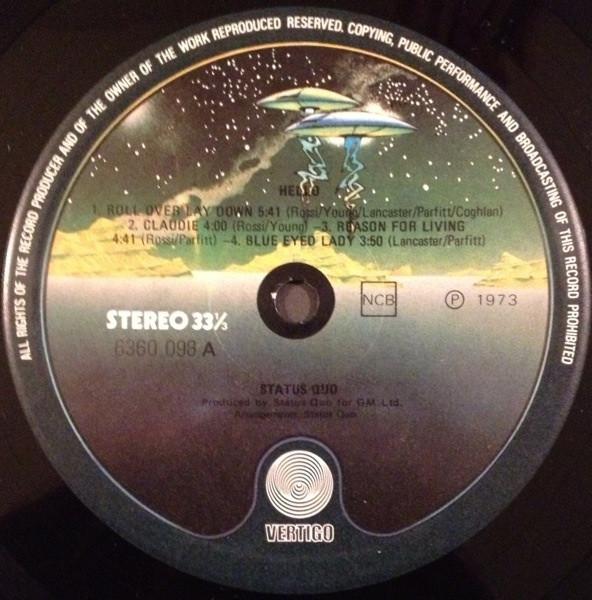 ALL RIGHTS OF THE RECORD PRODUCER AND OF THE OWNER OF THE WORK REPRODUCED RESERVED. COPYING, PUBLIC PERFORMANCE AND BROADCASTING OF THIS RECORD PROHIBITED
HELLO
1. ROLL OVER LAY DOWN 5:41 (Rossi/Young/Lancaster/Parfitt/Coghlan)
2. CLAUDIE 4:00 (Rossi/Young) –3. REASON FOR LIVING
4:41 (Rossi/Parfitt) –4. BLUE EYED LADY 3:50 (Lancaster/Parfitt)
NCB
Ⓟ 1973
STEREO 33⅓
6360 098 A
STATUS QUO
Produced by Status Quo for GM Ltd.
Arrangements: Status Quo
VERTIGO